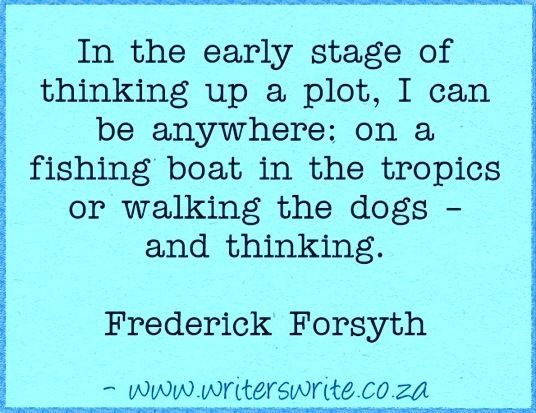 In the early stage of
thinking up a plot, I can
be anywhere: on a
fishing boat in the tropics
or walking the dogs –
and thinking.
Frederick Forsyth
- www.writerswrite.co.za